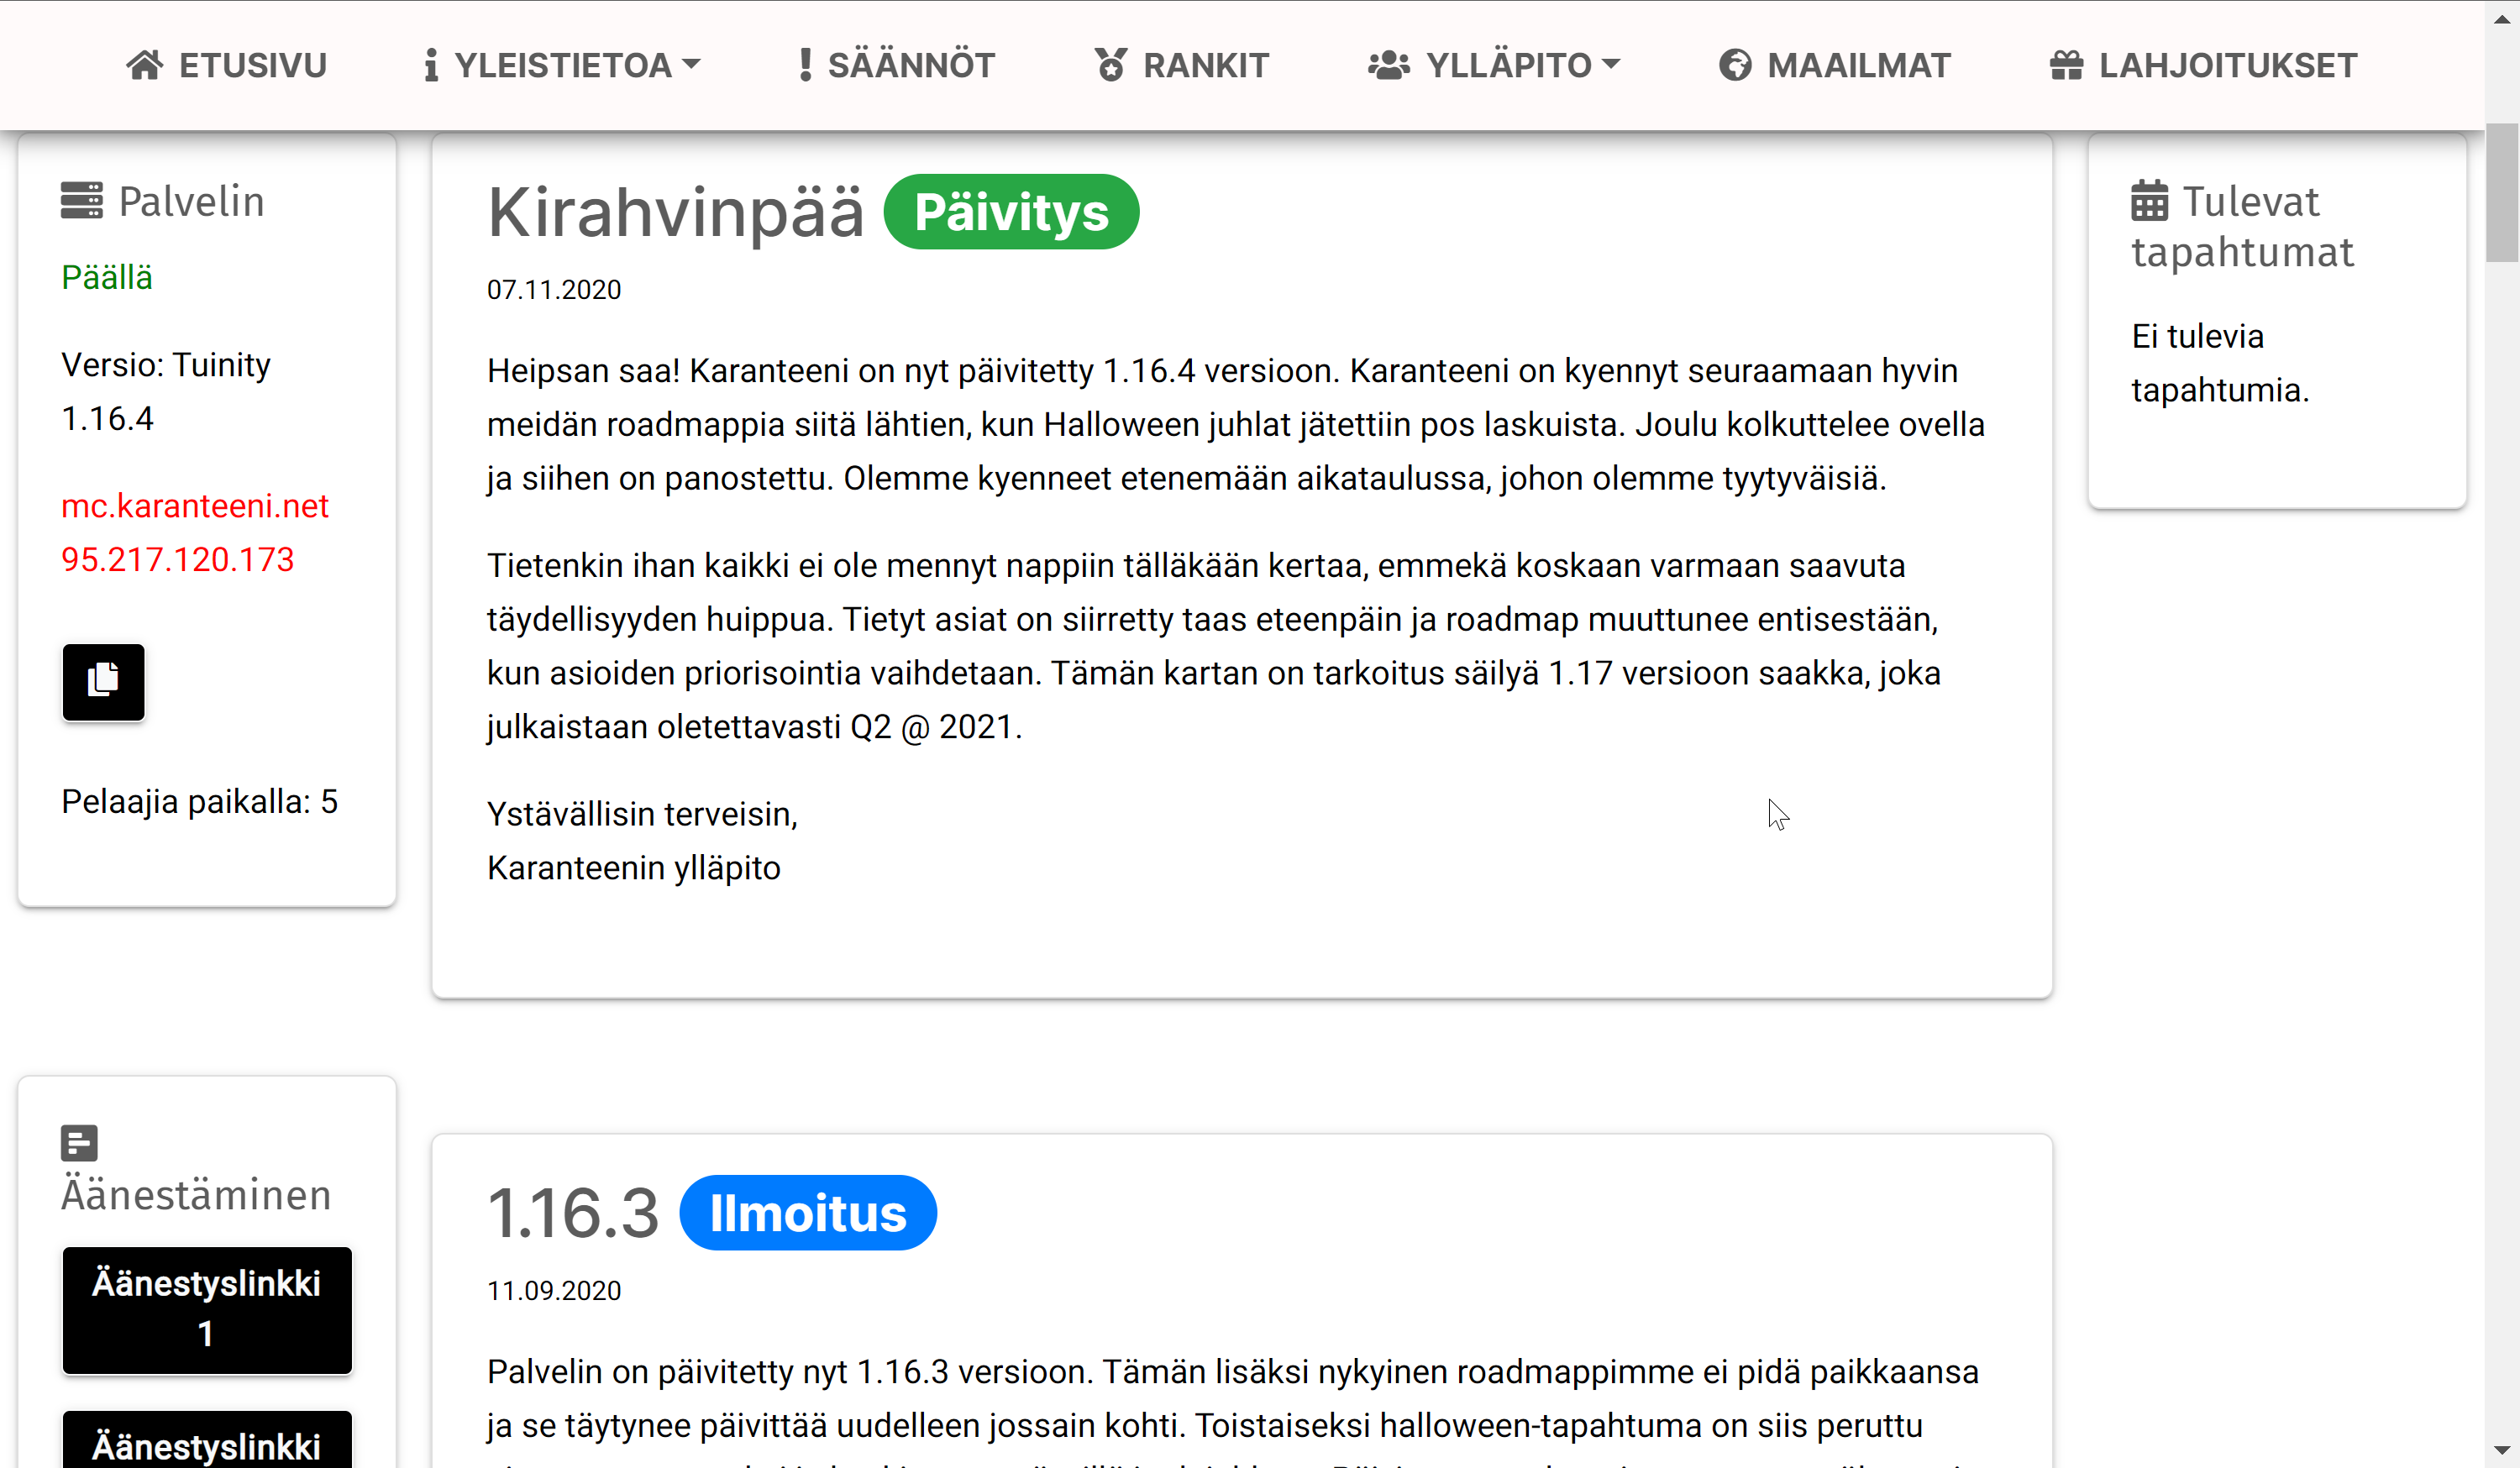 ETUSIVU YLEISTIETOA SÄÄNNÖT RANKIT YLLÄPITO MAAILMAT LAHJOITUKSET
Palvelin
Päällä
Versio: Tuinity
1.16.4
mc.karanteeni.net
95.217.120.173
Pelaajia paikalla: 5
Äänestäminen
Äänestyslinkki
1
Äänestyslinkki
Kirahvinpää Päivitys
07.11.2020
Heipsan saa! Karanteeni on nyt päivitetty 1.16.4 versioon. Karanteeni on kyennyt seuraamaan hyvin
meidän roadmappia siitä lähtien, kun Halloween juhlat jätettiin pos laskuista. Joulu kolkuttelee ovella
ja siihen on panostettu. Olemme kyenneet etenemään aikataulussa, johon olemme tyytyväisiä.
Tietenkin ihan kaikki ei ole mennyt nappiin tälläkään kertaa, emmekä koskaan varmaan saavuta
täydellisyyden huippua. Tietyt asiat on siirretty taas eteenpäin ja roadmap muuttunee entisestään,
kun asioiden priorisointia vaihdetaan. Tämän kartan on tarkoitus säilyä 1.17 versioon saakka, joka
julkaistaan oletettavasti Q2 @ 2021.
Ystävällisin terveisin,
Karanteenin ylläpito
1.16.3 Ilmoitus
11.09.2020
Palvelin on päivitetty nyt 1.16.3 versioon. Tämän lisäksi nykyinen roadmappimme ei pidä paikkaansa
ja se täytynee päivittää uudelleen jossain kohti. Toistaiseksi halloween-tapahtuma on siis peruttu
Tulevat
tapahtumat
Ei tulevia
tapahtumia.